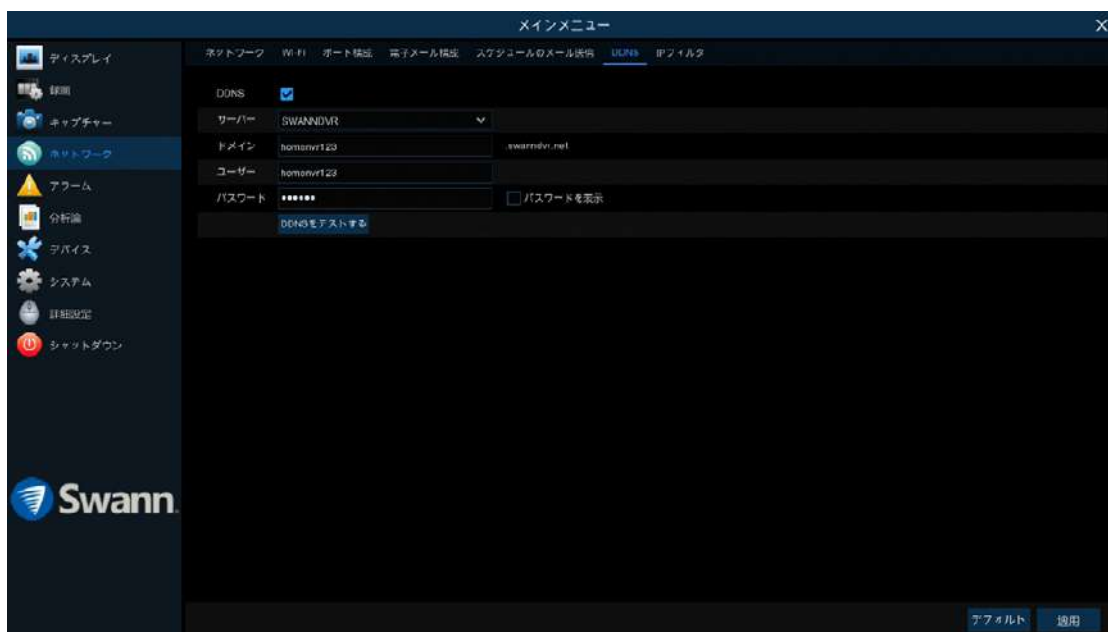 メインメニュー X
ディスプレイ
録画
キャプチャー
ネットワーク
アラーム
分析論
デバイス
システム
詳細設定
シャットダウン
Swann
ネットワーク Wi-Fi ポート構成 電子メール構成 スケジュールのメール送信 DDNS IPフィルタ
DDNS
サーバー SWANNDVR
ドメイン homenvr123 .swanndvr.net
ユーザー homenvr123
パスワード •••••• パスワードを表示
DDNSをテストする
デフォルト 適用